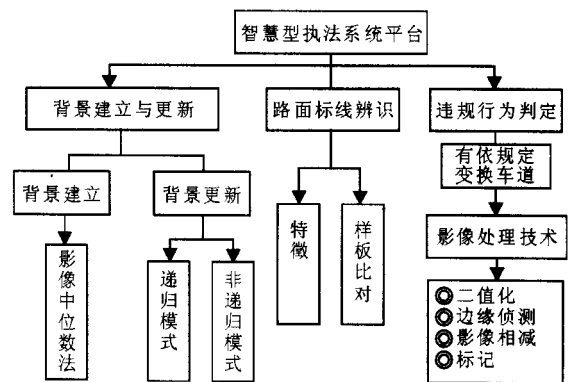 智慧型执法系统平台
背景建立与更新
路面标线辨识
违规行为判定
有依规定
变换车道
背景建立
背景更新
特徵
样板比对
影像处理技术
影像中位数法
递归模式
非递归模式
◎二值化
◎边缘侦测
◎影像相减
◎标记